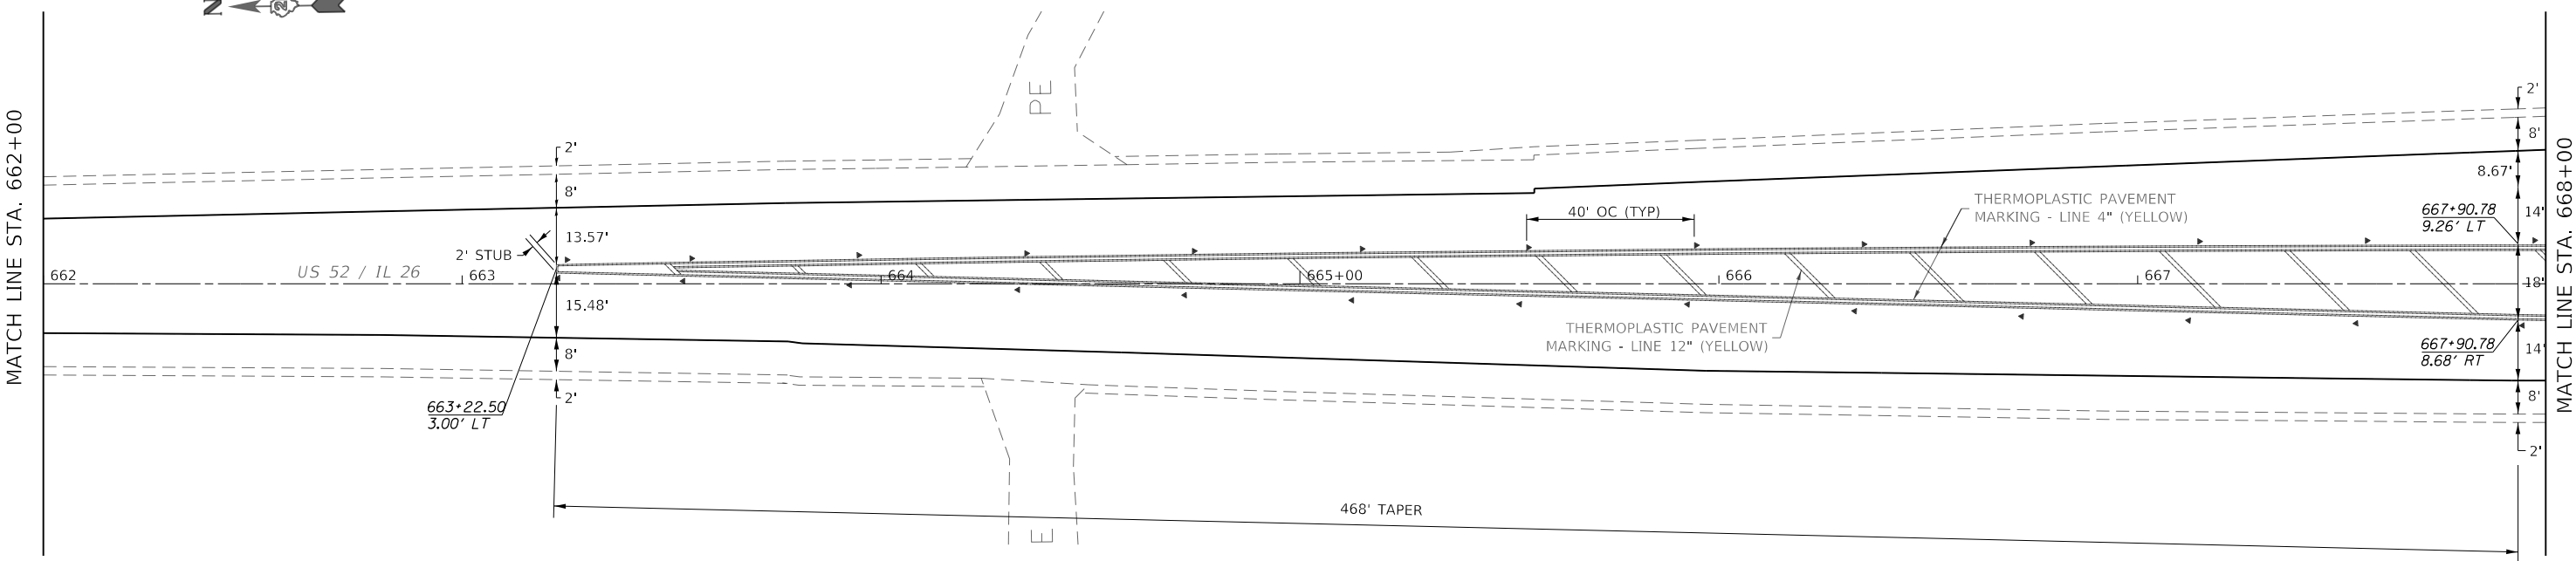 N
2
MATCH LINE STA. 662+00
662
US 52 / IL 26
663
664
665+00
666
667
2'
8'
13.57'
2' STUB
15.48'
8'
2'
663+22.50
3.00' LT
PE
E
40' OC (TYP)
THERMOPLASTIC PAVEMENT
MARKING - LINE 4" (YELLOW)
THERMOPLASTIC PAVEMENT
MARKING - LINE 12" (YELLOW)
468' TAPER
2'
8'
8.67'
14'
667+90.78
9.26' LT
18'
667+90.78
8.68' RT
14'
8'
2'
MATCH LINE STA. 668+00